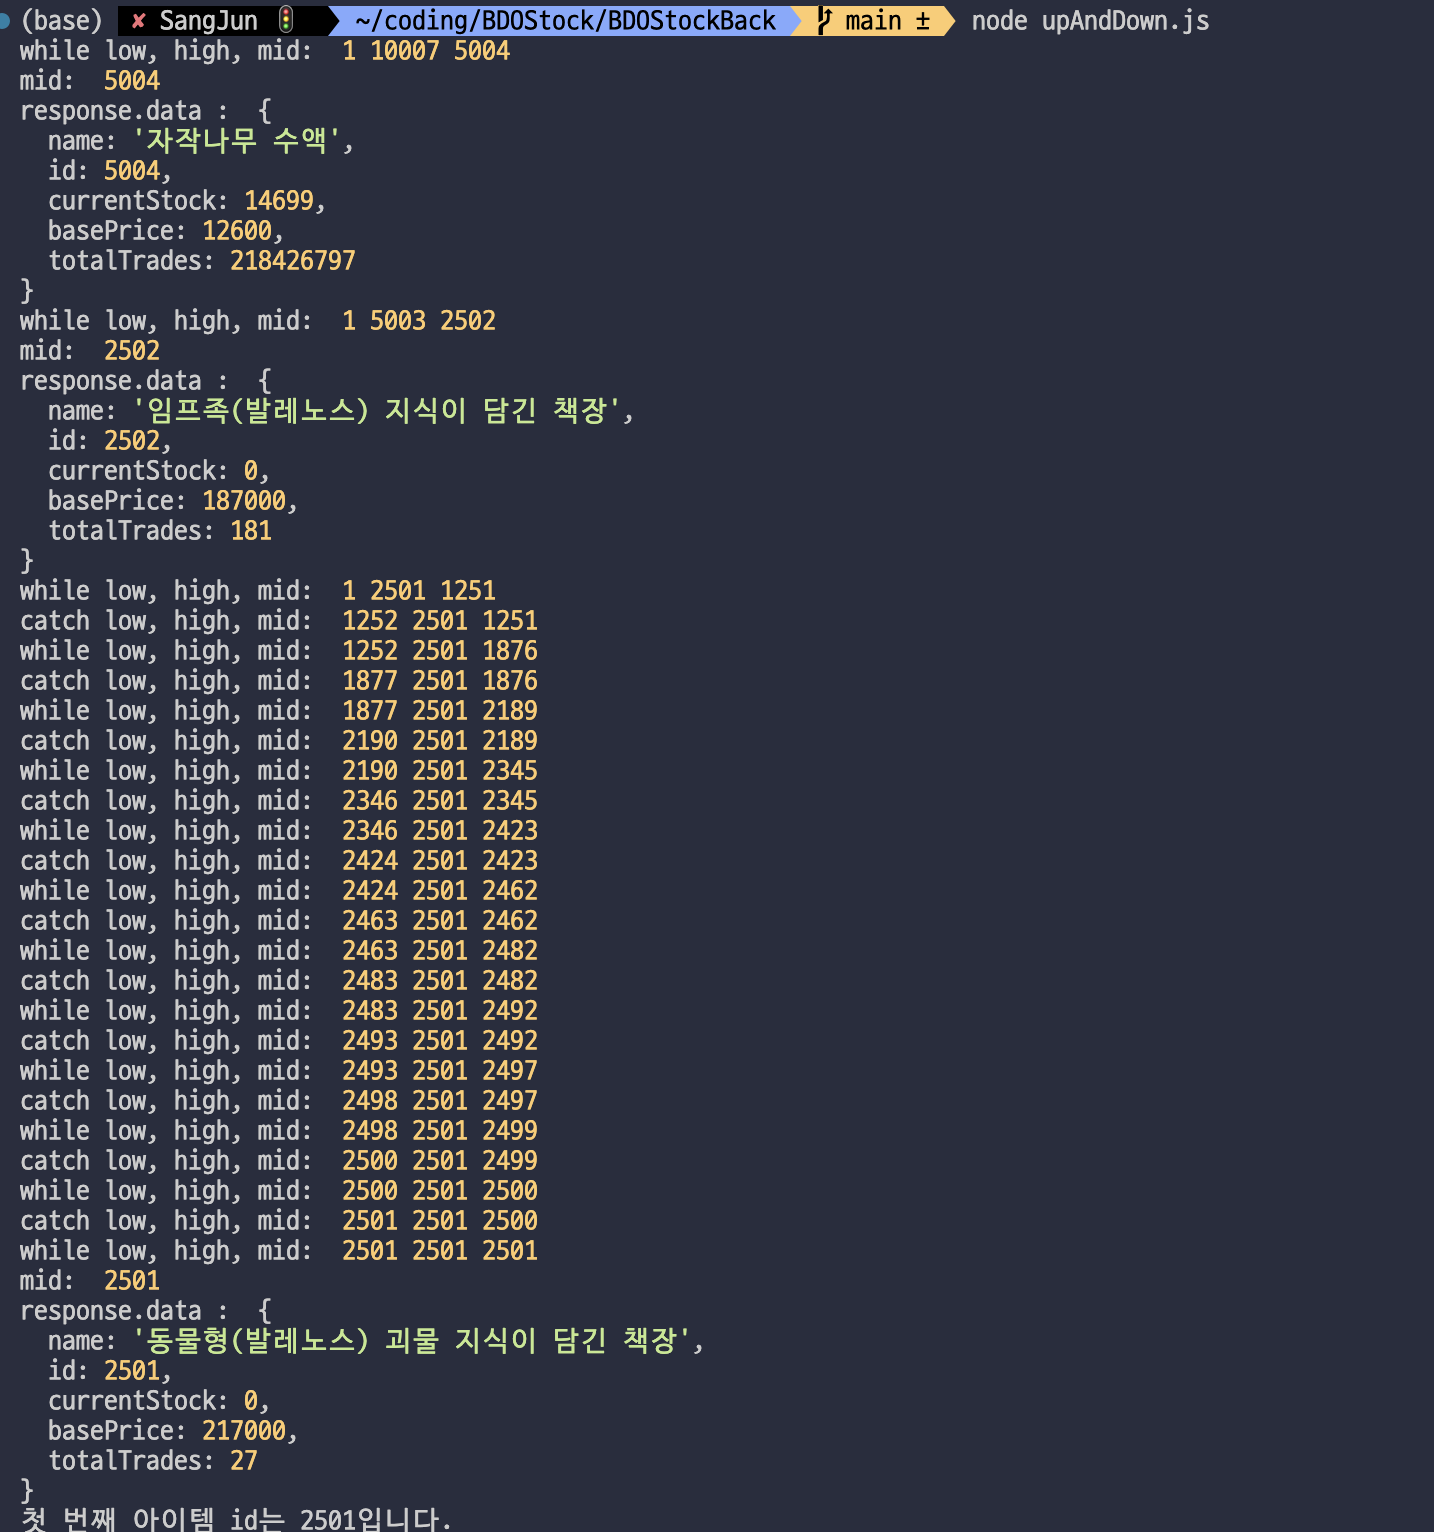 (base) ✘ SangJun 🚦 ~/coding/BDOStock/BDOStockBack main ± node upAndDown.js
while low, high, mid:  1 10007 5004
mid:  5004
response.data :  {
  name: '자작나무 수액',
  id: 5004,
  currentStock: 14699,
  basePrice: 12600,
  totalTrades: 218426797
}
while low, high, mid:  1 5003 2502
mid:  2502
response.data :  {
  name: '임프족(발레노스) 지식이 담긴 책장',
  id: 2502,
  currentStock: 0,
  basePrice: 187000,
  totalTrades: 181
}
while low, high, mid:  1 2501 1251
catch low, high, mid:  1252 2501 1251
while low, high, mid:  1252 2501 1876
catch low, high, mid:  1877 2501 1876
while low, high, mid:  1877 2501 2189
catch low, high, mid:  2190 2501 2189
while low, high, mid:  2190 2501 2345
catch low, high, mid:  2346 2501 2345
while low, high, mid:  2346 2501 2423
catch low, high, mid:  2424 2501 2423
while low, high, mid:  2424 2501 2462
catch low, high, mid:  2463 2501 2462
while low, high, mid:  2463 2501 2482
catch low, high, mid:  2483 2501 2482
while low, high, mid:  2483 2501 2492
catch low, high, mid:  2493 2501 2492
while low, high, mid:  2493 2501 2497
catch low, high, mid:  2498 2501 2497
while low, high, mid:  2498 2501 2499
catch low, high, mid:  2500 2501 2499
while low, high, mid:  2500 2501 2500
catch low, high, mid:  2501 2501 2500
while low, high, mid:  2501 2501 2501
mid:  2501
response.data :  {
  name: '동물형(발레노스) 괴물 지식이 담긴 책장',
  id: 2501,
  currentStock: 0,
  basePrice: 217000,
  totalTrades: 27
}
첫 번째 아이템 id는 2501입니다.